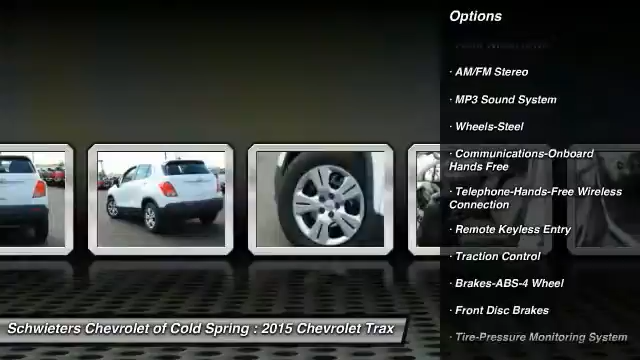 Options
· AM/FM Stereo
· MP3 Sound System
· Wheels-Steel
· Communications-Onboard
Hands Free
· Telephone-Hands-Free Wireless
Connection
· Remote Keyless Entry
· Traction Control
· Brakes-ABS-4 Wheel
· Front Disc Brakes
· Tire-Pressure Monitoring System
Schwieters Chevrolet of Cold Spring : 2015 Chevrolet Trax